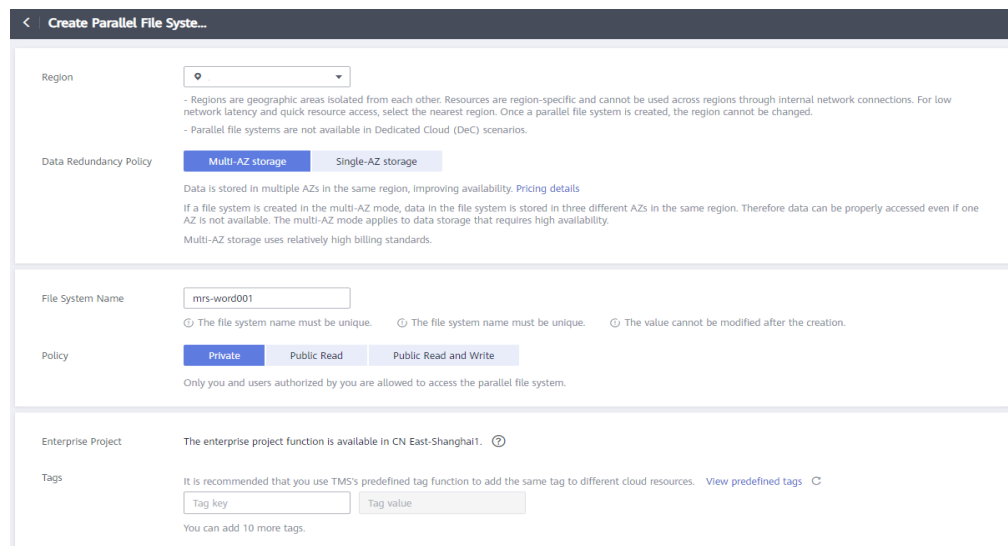 Create Parallel File Syste...
Region
- Regions are geographic areas isolated from each other. Resources are region-specific and cannot be used across regions through internal network connections. For low
network latency and quick resource access, select the nearest region. Once a parallel file system is created, the region cannot be changed.
- Parallel file systems are not available in Dedicated Cloud (DeC) scenarios.
Data Redundancy Policy
Multi-AZ storage Single-AZ storage
Data is stored in multiple AZs in the same region, improving availability. Pricing details
If a file system is created in the multi-AZ mode, data in the file system is stored in three different AZs in the same region. Therefore data can be properly accessed even if one
AZ is not available. The multi-AZ mode applies to data storage that requires high availability.
Multi-AZ storage uses relatively high billing standards.
File System Name mrs-word001
The file system name must be unique. The file system name must be unique. The value cannot be modified after the creation.
Policy Private Public Read Public Read and Write
Only you and users authorized by you are allowed to access the parallel file system.
Enterprise Project The enterprise project function is available in CN East-Shanghai1.
Tags It is recommended that you use TMS's predefined tag function to add the same tag to different cloud resources. View predefined tags
Tag key Tag value
You can add 10 more tags.